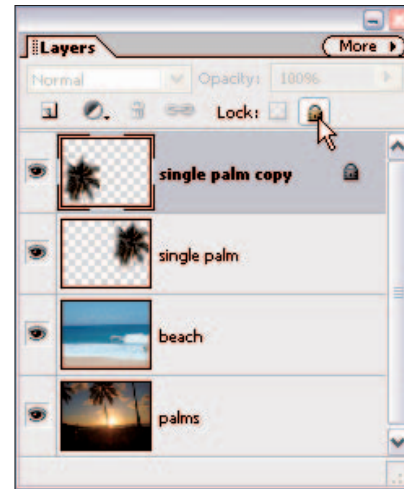 Layers More
Normal Opacity: 100%
Lock:
single palm copy
single palm
beach
palms